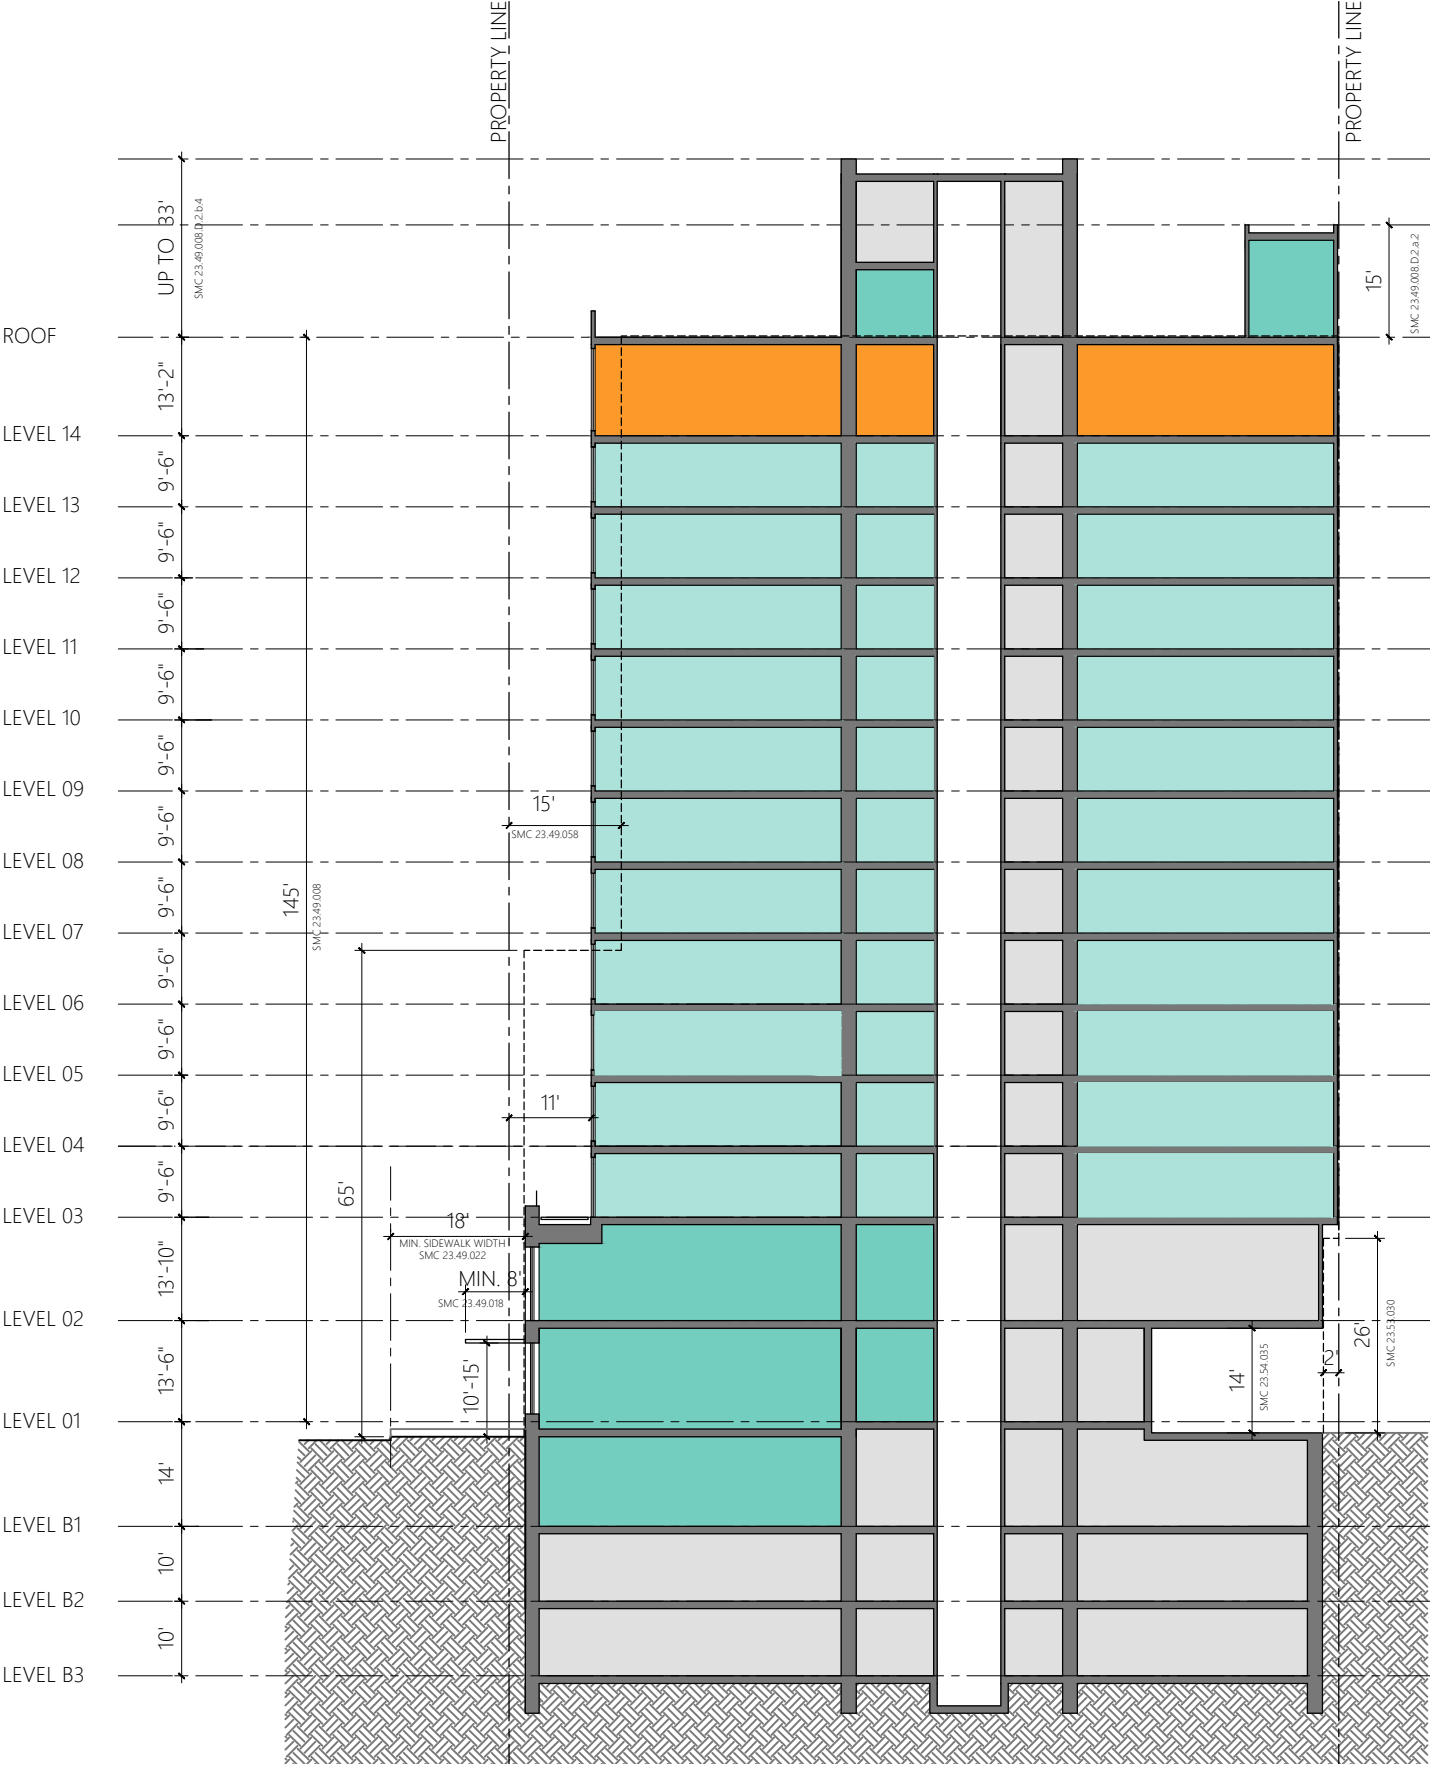 PROPERTY LINE
PROPERTY LINE
UP TO 33'
SMC 23.49.008.D.2.b.4
15'
SMC 23.49.008.D.2.a.2
ROOF
13'-2"
LEVEL 14
9'-6"
LEVEL 13
9'-6"
LEVEL 12
9'-6"
LEVEL 11
9'-6"
LEVEL 10
9'-6"
LEVEL 09
15'
SMC 23.49.058
9'-6"
LEVEL 08
145'
SMC 23.49.008
9'-6"
LEVEL 07
9'-6"
LEVEL 06
9'-6"
LEVEL 05
11'
9'-6"
LEVEL 04
65'
9'-6"
LEVEL 03
18'
MIN. SIDEWALK WIDTH
SMC 23.49.022
13'-10"
MIN. 8'
SMC 23.49.018
LEVEL 02
26'
SMC 23.53.030
2'
14'
SMC 23.54.035
10'-15'
13'-6"
LEVEL 01
14'
LEVEL B1
10'
LEVEL B2
10'
LEVEL B3